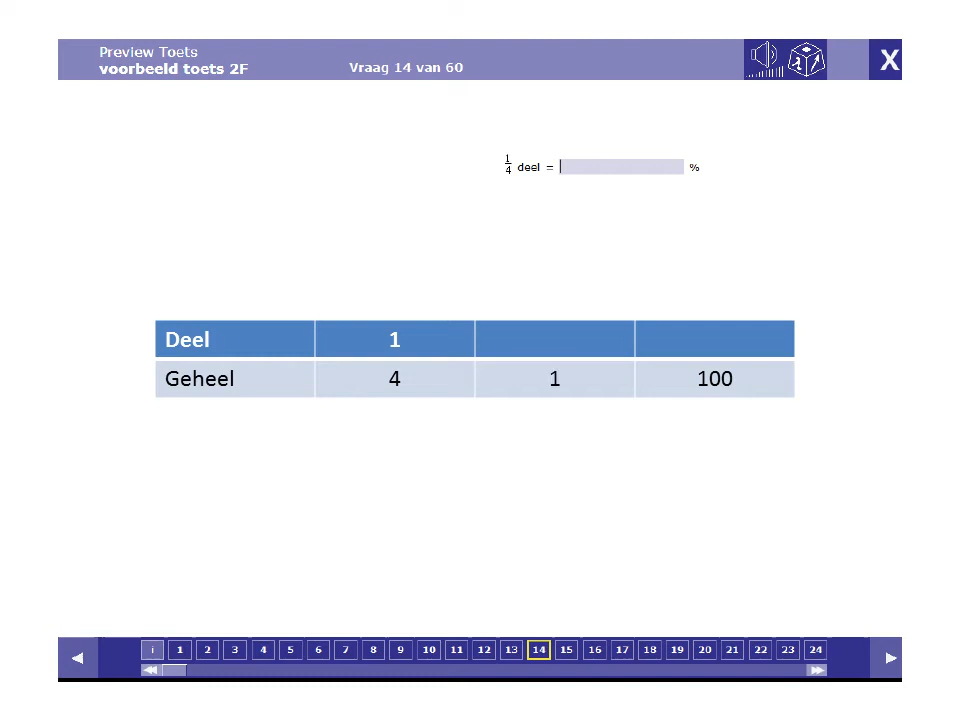 Preview Toets
voorbeeld toets 2F
Vraag 14 van 60
X
1/4 deel = %
Deel 1
Geheel 4 1 100
i 1 2 3 4 5 6 7 8 9 10 11 12 13 14 15 16 17 18 19 20 21 22 23 24